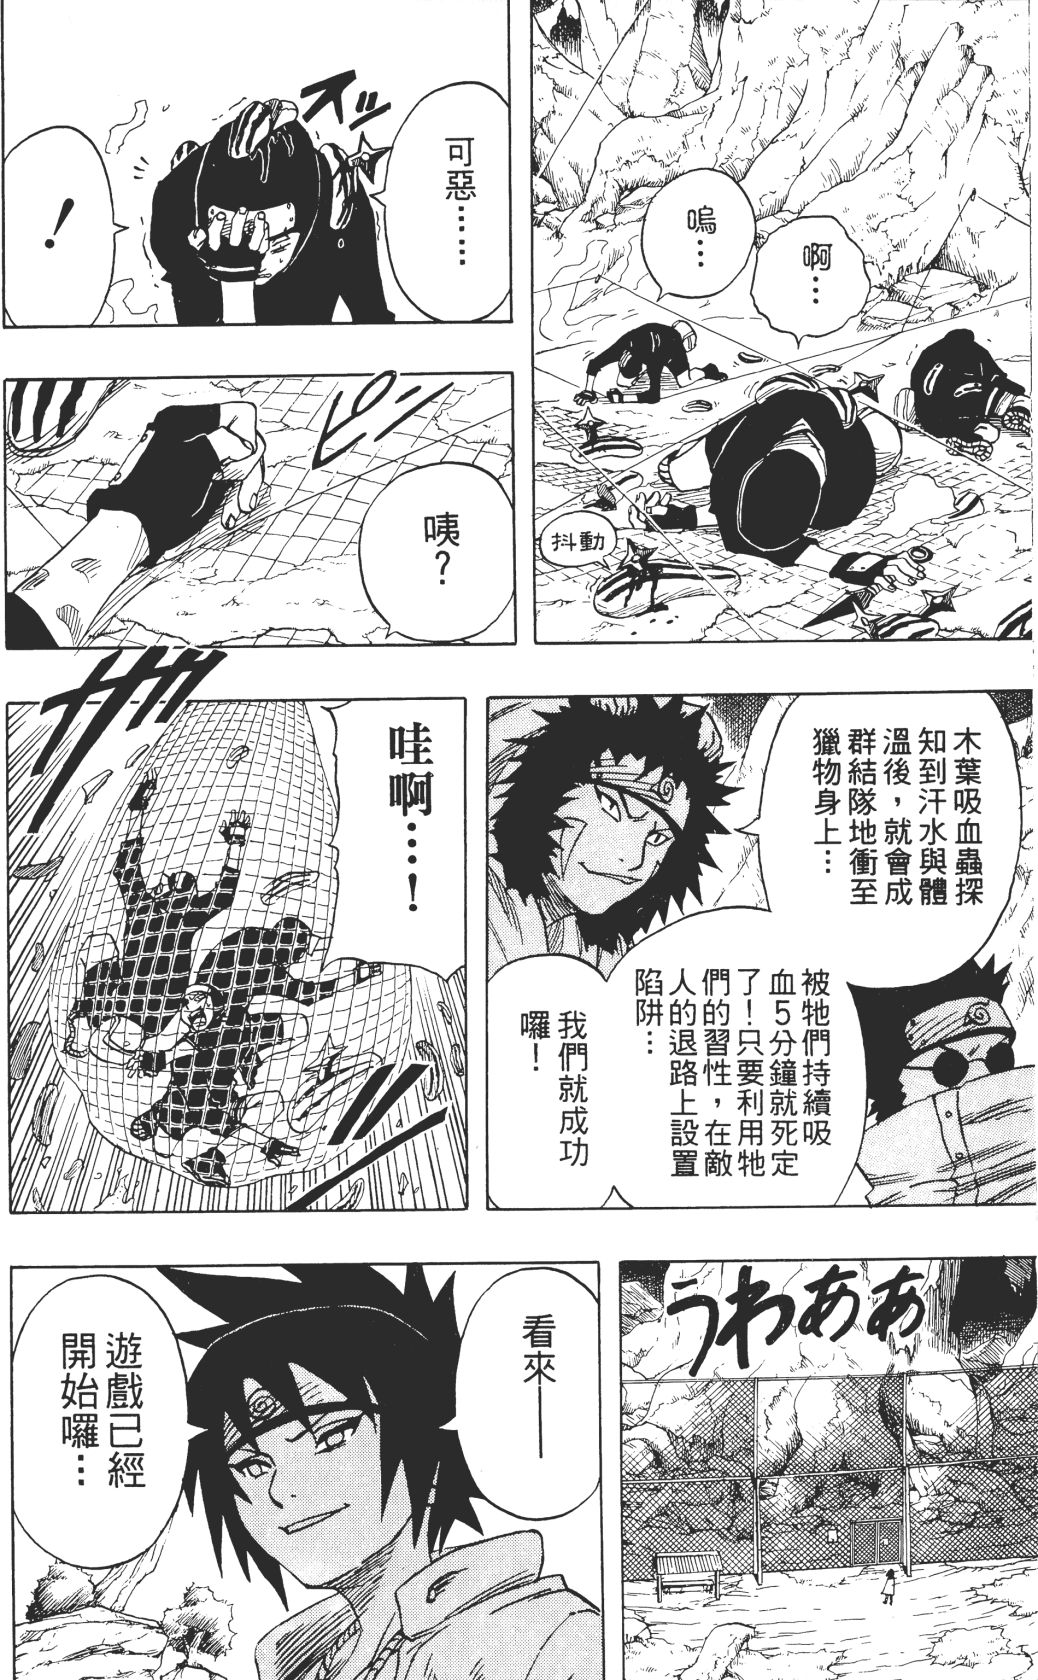 嗚…
啊…
抖動
可惡……
スッ
！
ピン
咦？
木葉吸血蟲探
知到汗水與體
溫後，就會成
群結隊地衝至
獵物身上…
被牠們持續吸
血5分鐘就死定
了！只要利用牠
們的習性，在敵
人的退路上設置
陷阱…
我們就成功
囉！
哇啊…！
うわああ
看來——
遊戲已經
開始囉…